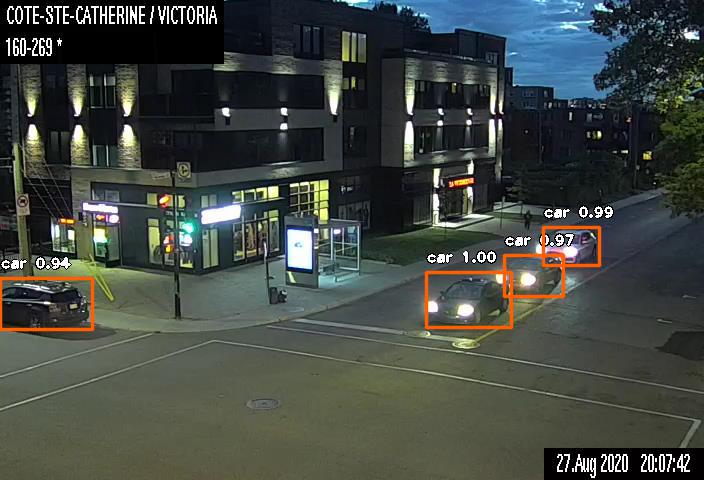 COTE-STE-CATHERINE / VICTORIA
160-269 *
car 0.99
car 0.97
car 1.00
car 0.94
27.Aug 2020 20:07:42